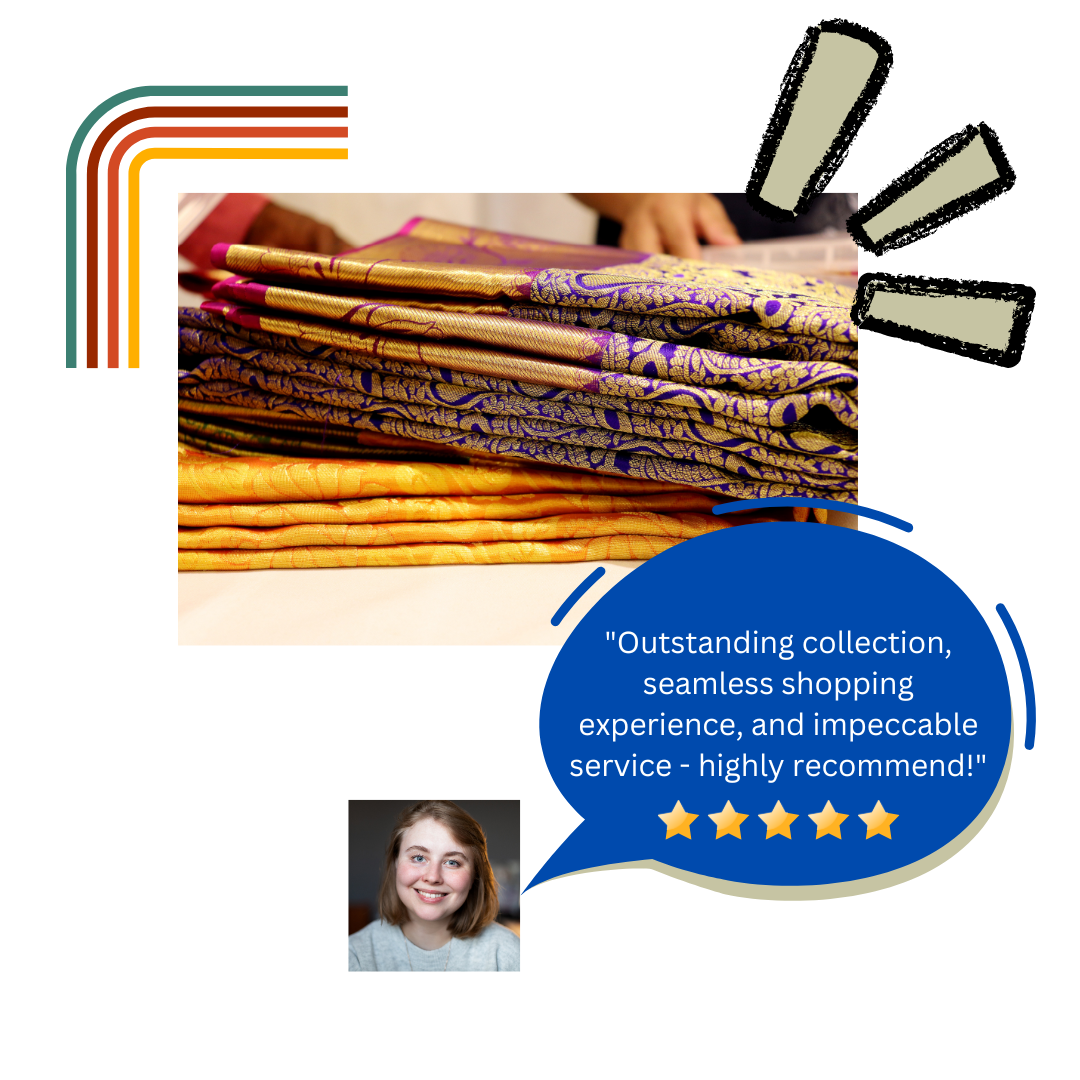 "Outstanding collection,
seamless shopping
experience, and impeccable
service - highly recommend!"